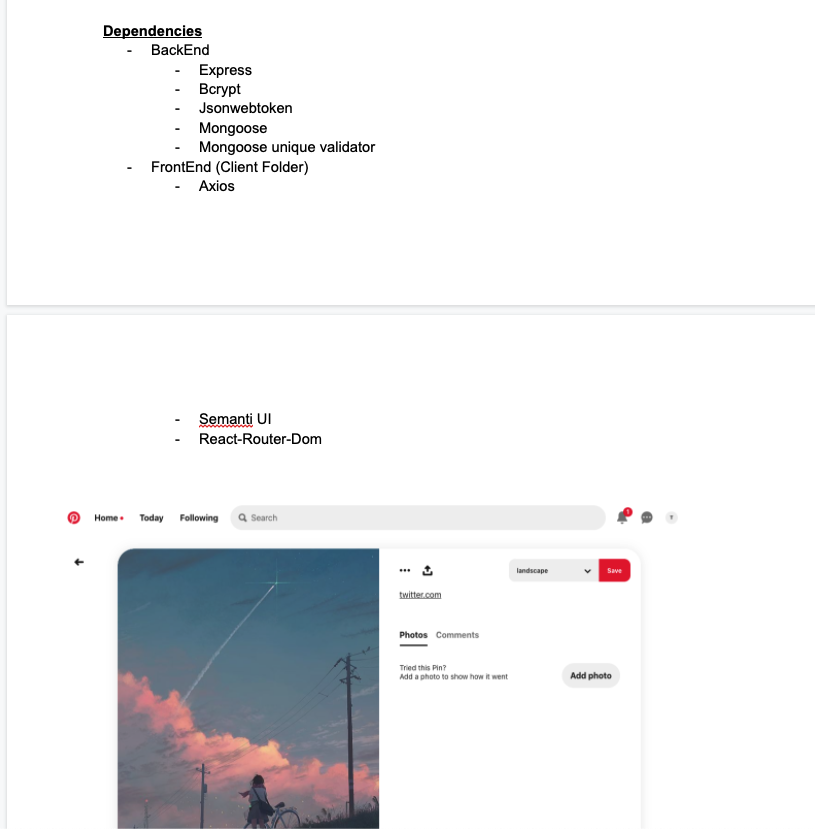 Dependencies
- BackEnd
- Express
- Bcrypt
- Jsonwebtoken
- Mongoose
- Mongoose unique validator
- FrontEnd (Client Folder)
- Axios
- Semanti UI
- React-Router-Dom
Home Today Following Search 1 T
landscape Save
twitter.com
Photos Comments
Tried this Pin?
Add a photo to show how it went
Add photo